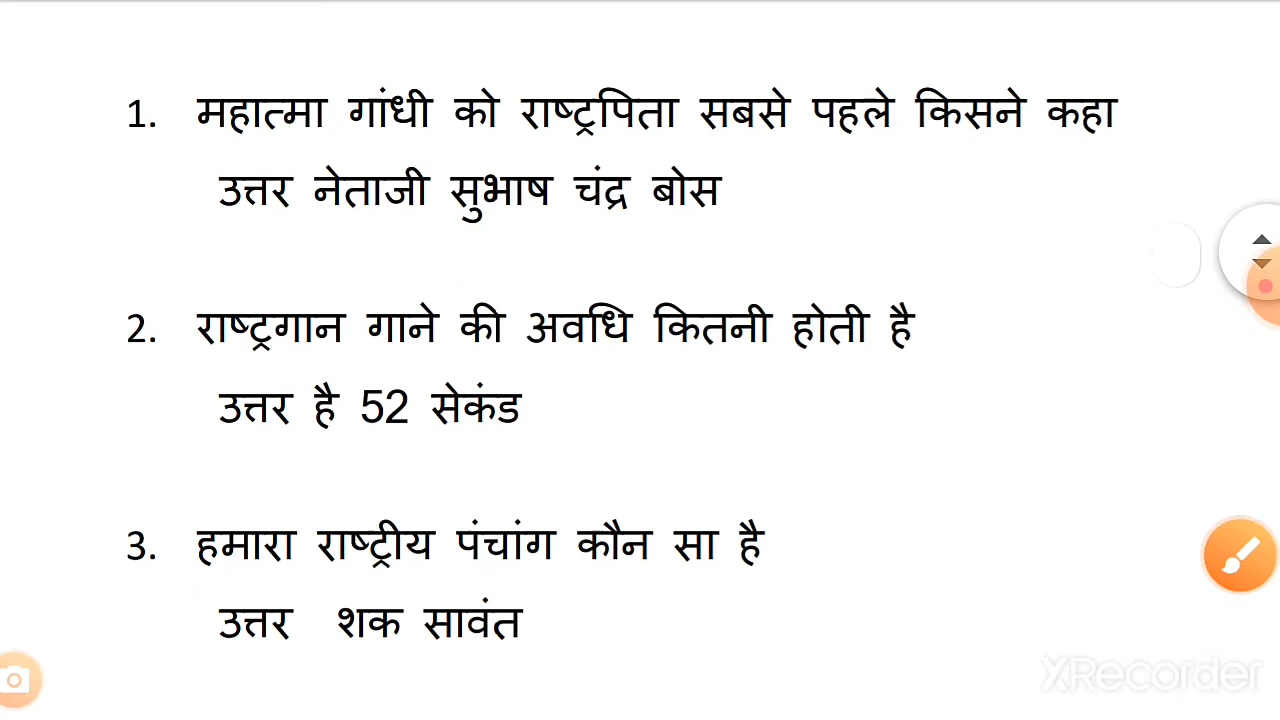 1. महात्मा गांधी को राष्ट्रपिता सबसे पहले किसने कहा
उत्तर नेताजी सुभाष चंद्र बोस
2. राष्ट्रगान गाने की अवधि कितनी होती है
उत्तर है 52 सेकंड
3. हमारा राष्ट्रीय पंचांग कौन सा है
उत्तर शक सावंत
XRecorder